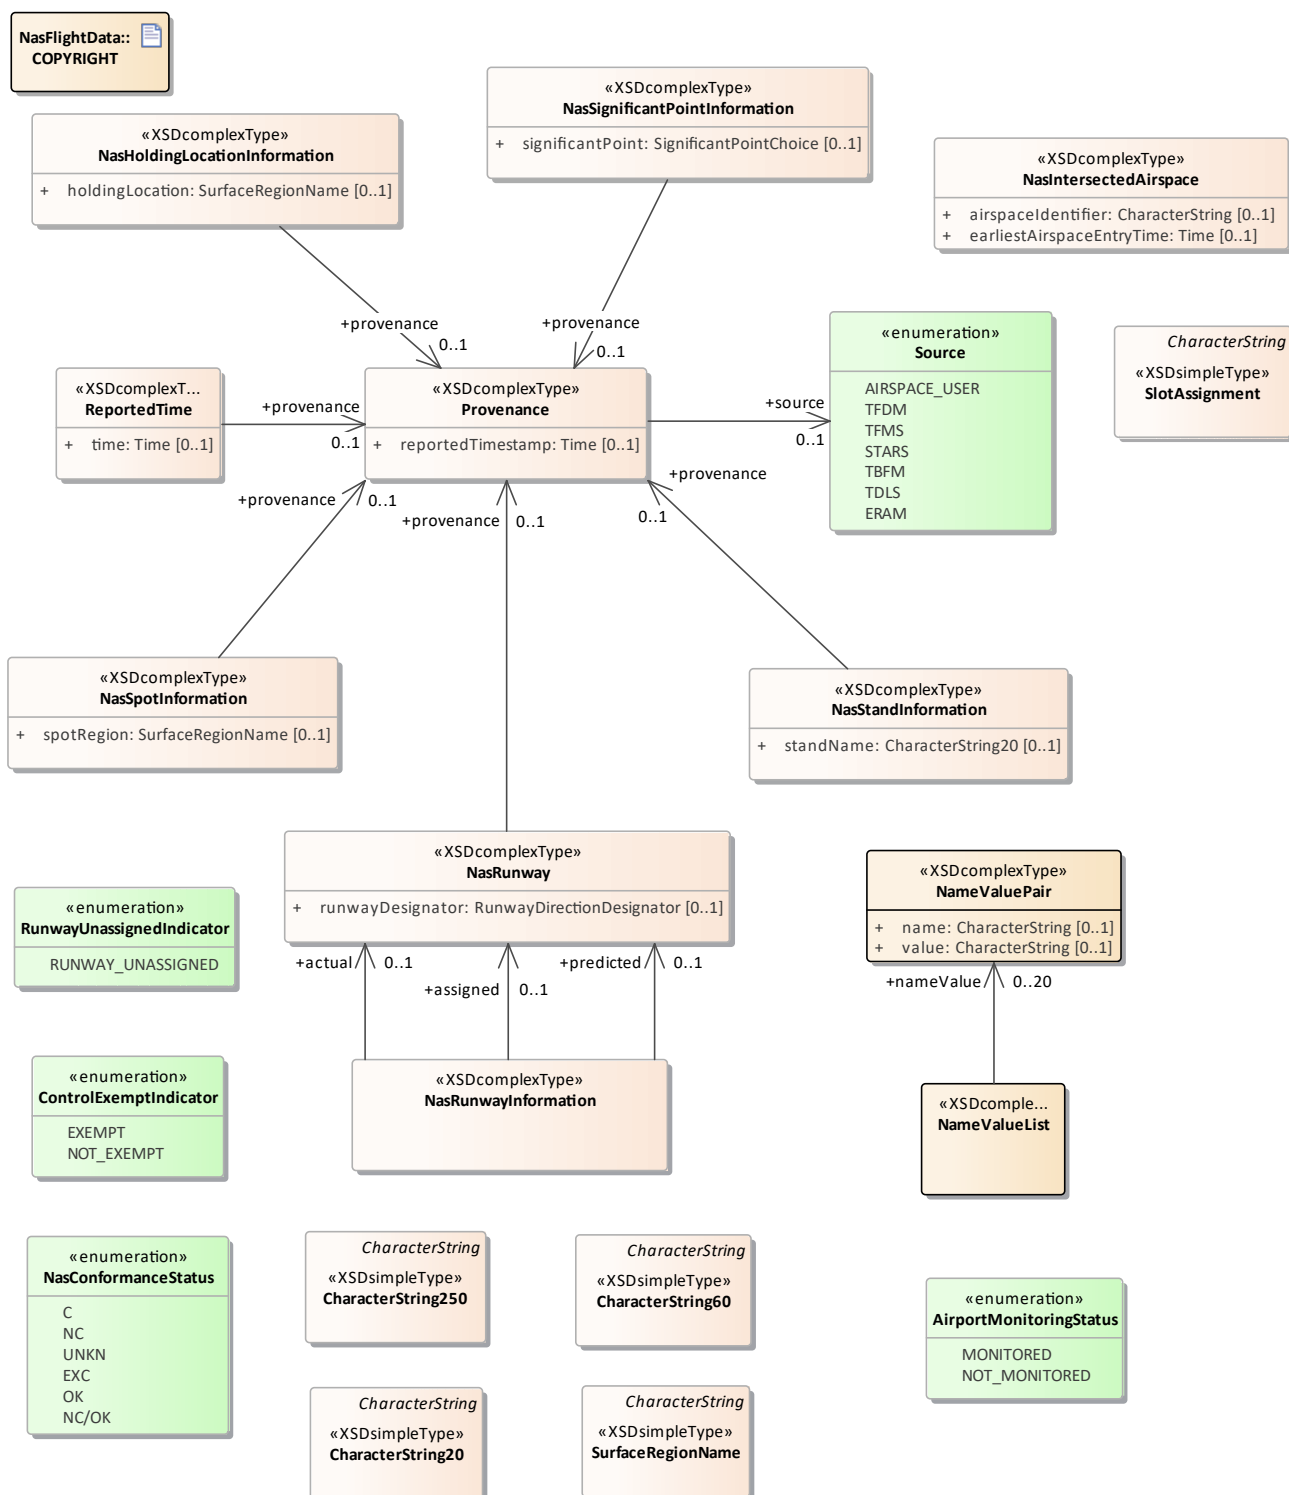 NasFlightData::
COPYRIGHT
«XSDcomplexType»
NasSignificantPointInformation
+ significantPoint: SignificantPointChoice [0..1]
«XSDcomplexType»
NasHoldingLocationInformation
+ holdingLocation: SurfaceRegionName [0..1]
«XSDcomplexType»
NasIntersectedAirspace
+ airspaceIdentifier: CharacterString [0..1]
+ earliestAirspaceEntryTime: Time [0..1]
+provenance
0..1
+provenance
0..1
«enumeration»
Source
AIRSPACE_USER
TFDM
TFMS
STARS
TBFM
TDLS
ERAM
CharacterString
«XSDsimpleType»
SlotAssignment
«XSDcomplexT...
ReportedTime
+ time: Time [0..1]
+provenance
0..1
«XSDcomplexType»
Provenance
+ reportedTimestamp: Time [0..1]
+source
0..1
+provenance
0..1
+provenance
0..1
+provenance
0..1
«XSDcomplexType»
NasSpotInformation
+ spotRegion: SurfaceRegionName [0..1]
«XSDcomplexType»
NasStandInformation
+ standName: CharacterString20 [0..1]
«XSDcomplexType»
NasRunway
+ runwayDesignator: RunwayDirectionDesignator [0..1]
«XSDcomplexType»
NameValuePair
+ name: CharacterString [0..1]
+ value: CharacterString [0..1]
«enumeration»
RunwayUnassignedIndicator
RUNWAY_UNASSIGNED
+actual
0..1
+assigned
0..1
+predicted
0..1
+nameValue
0..20
«enumeration»
ControlExemptIndicator
EXEMPT
NOT_EXEMPT
«XSDcomplexType»
NasRunwayInformation
«XSDcomple...
NameValueList
«enumeration»
NasConformanceStatus
C
NC
UNKN
EXC
OK
NC/OK
CharacterString
«XSDsimpleType»
CharacterString250
CharacterString
«XSDsimpleType»
CharacterString60
«enumeration»
AirportMonitoringStatus
MONITORED
NOT_MONITORED
CharacterString
«XSDsimpleType»
CharacterString20
CharacterString
«XSDsimpleType»
SurfaceRegionName